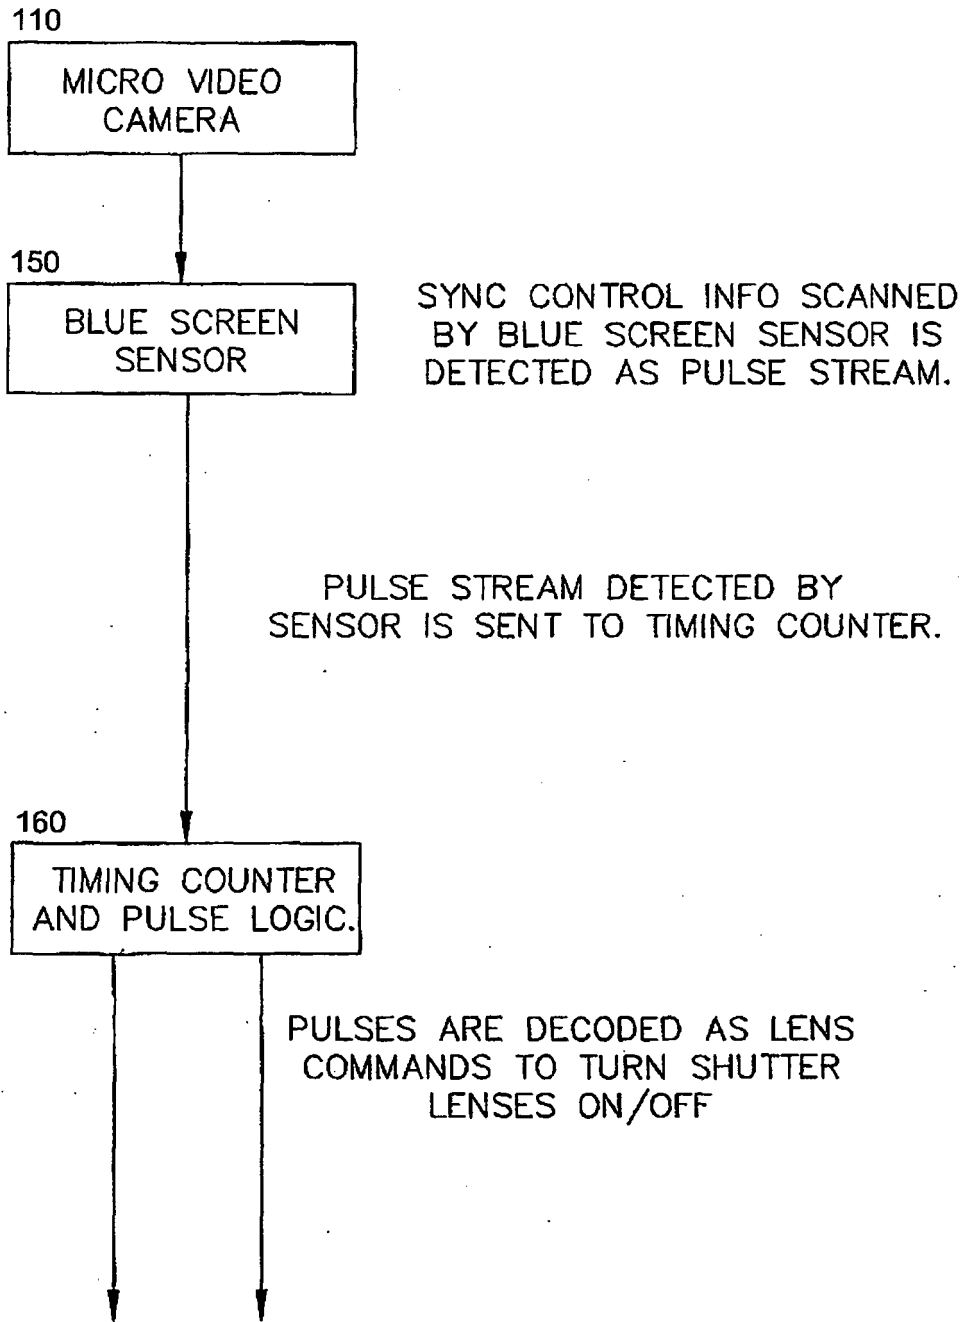 110
MICRO VIDEO
CAMERA
150
BLUE SCREEN
SENSOR
SYNC CONTROL INFO SCANNED
BY BLUE SCREEN SENSOR IS
DETECTED AS PULSE STREAM.
PULSE STREAM DETECTED BY
SENSOR IS SENT TO TIMING COUNTER.
160
TIMING COUNTER
AND PULSE LOGIC.
PULSES ARE DECODED AS LENS
COMMANDS TO TURN SHUTTER
LENSES ON/OFF